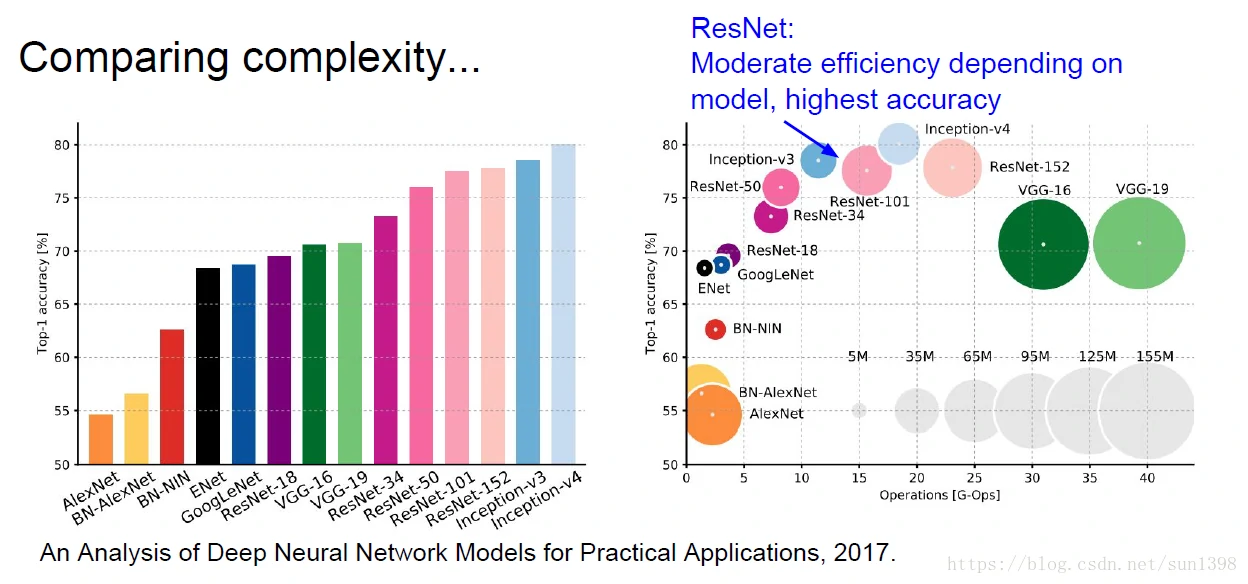 Comparing complexity...
ResNet:
Moderate efficiency depending on
model, highest accuracy
Top-1 accuracy [%]
80
75
70
65
60
55
50
AlexNet
BN-AlexNet
BN-NIN
ENet
GoogLeNet
ResNet-18
VGG-16
VGG-19
ResNet-34
ResNet-50
ResNet-101
ResNet-152
Inception-v3
Inception-v4
Top-1 accuracy [%]
80
75
70
65
60
55
50
Inception-v4
Inception-v3
ResNet-152
ResNet-50
VGG-16
VGG-19
ResNet-101
ResNet-34
ResNet-18
GoogLeNet
ENet
BN-NIN
5M
35M
65M
95M
125M
155M
BN-AlexNet
AlexNet
0
5
10
15
20
25
30
35
40
Operations [G-Ops]
An Analysis of Deep Neural Network Models for Practical Applications, 2017.
https://blog.csdn.net/sun1398